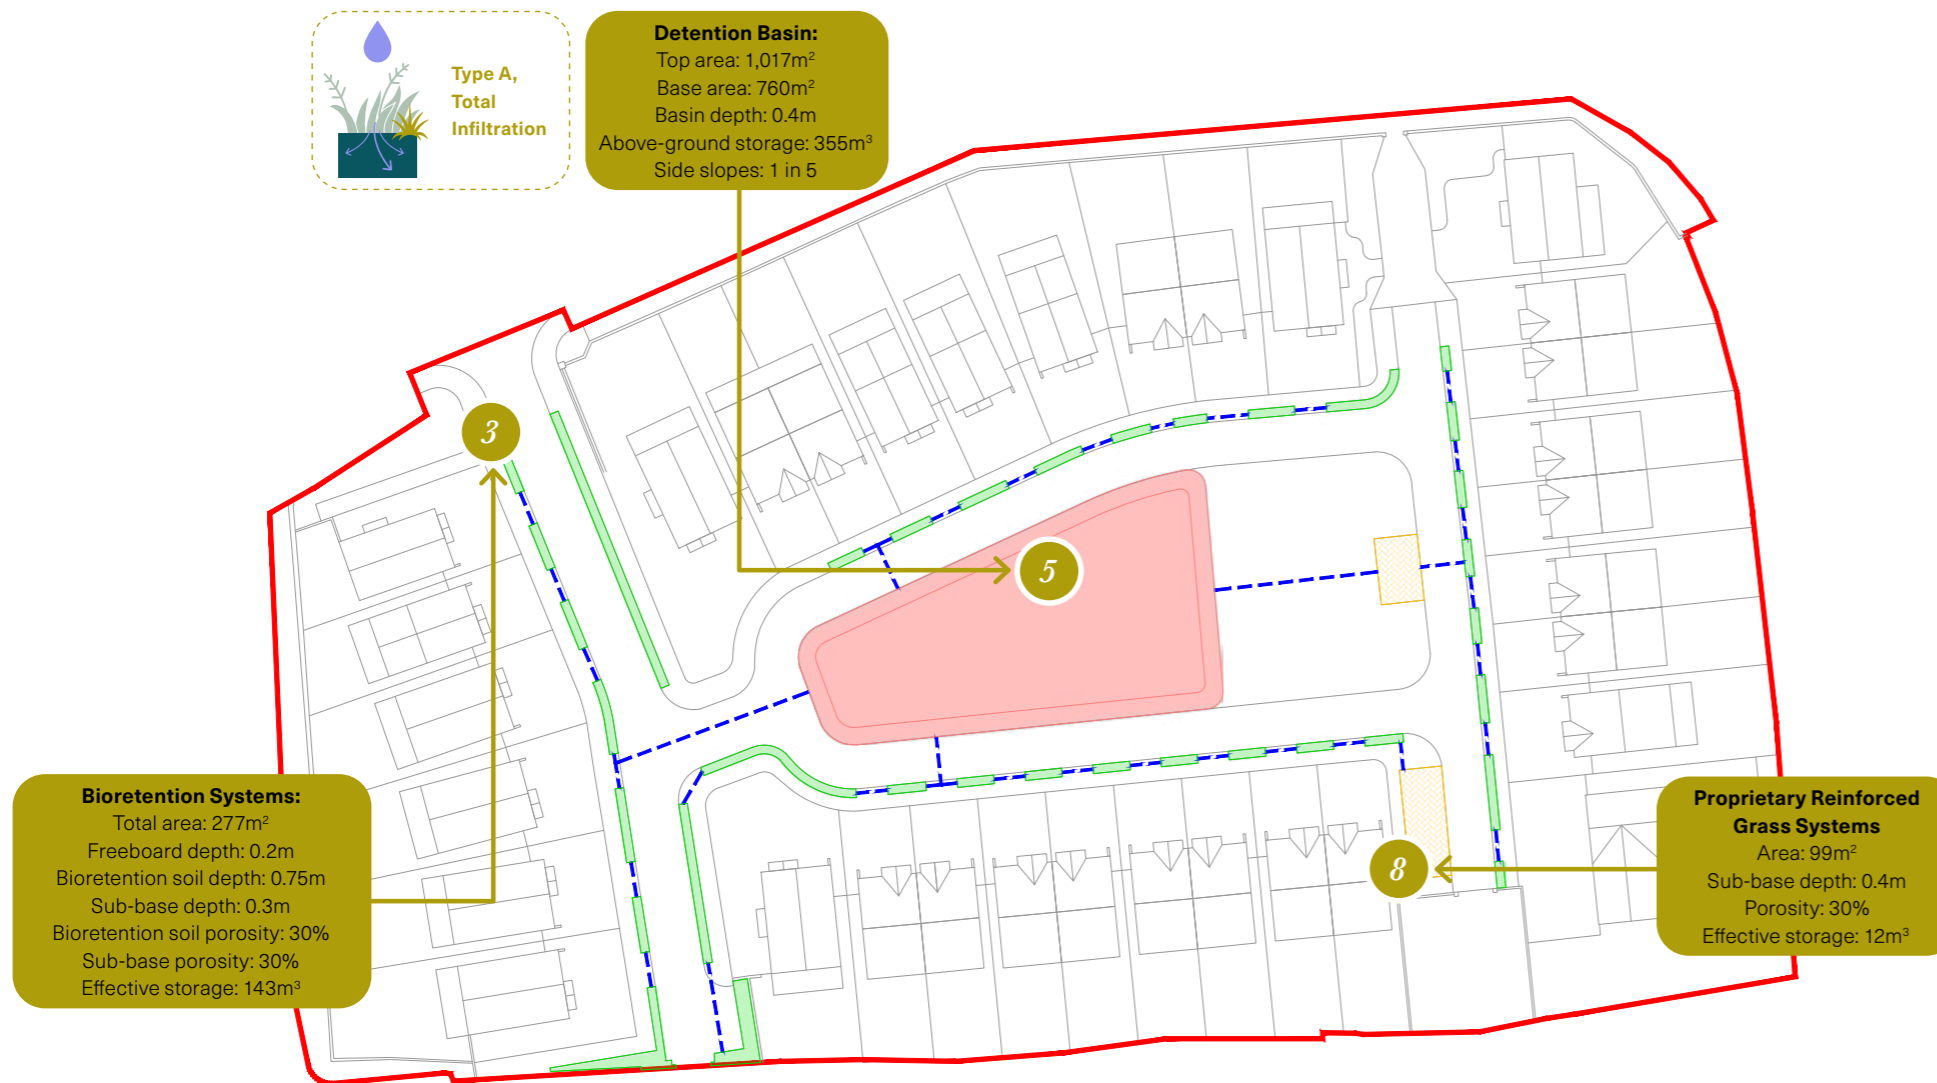 Type A,
Total
Infiltration
Detention Basin:
Top area: 1,017m²
Base area: 760m²
Basin depth: 0.4m
Above-ground storage: 355m³
Side slopes: 1 in 5
3
5
Bioretention Systems:
Total area: 277m²
Freeboard depth: 0.2m
Bioretention soil depth: 0.75m
Sub-base depth: 0.3m
Bioretention soil porosity: 30%
Sub-base porosity: 30%
Effective storage: 143m³
8
Proprietary Reinforced
Grass Systems
Area: 99m²
Sub-base depth: 0.4m
Porosity: 30%
Effective storage: 12m³